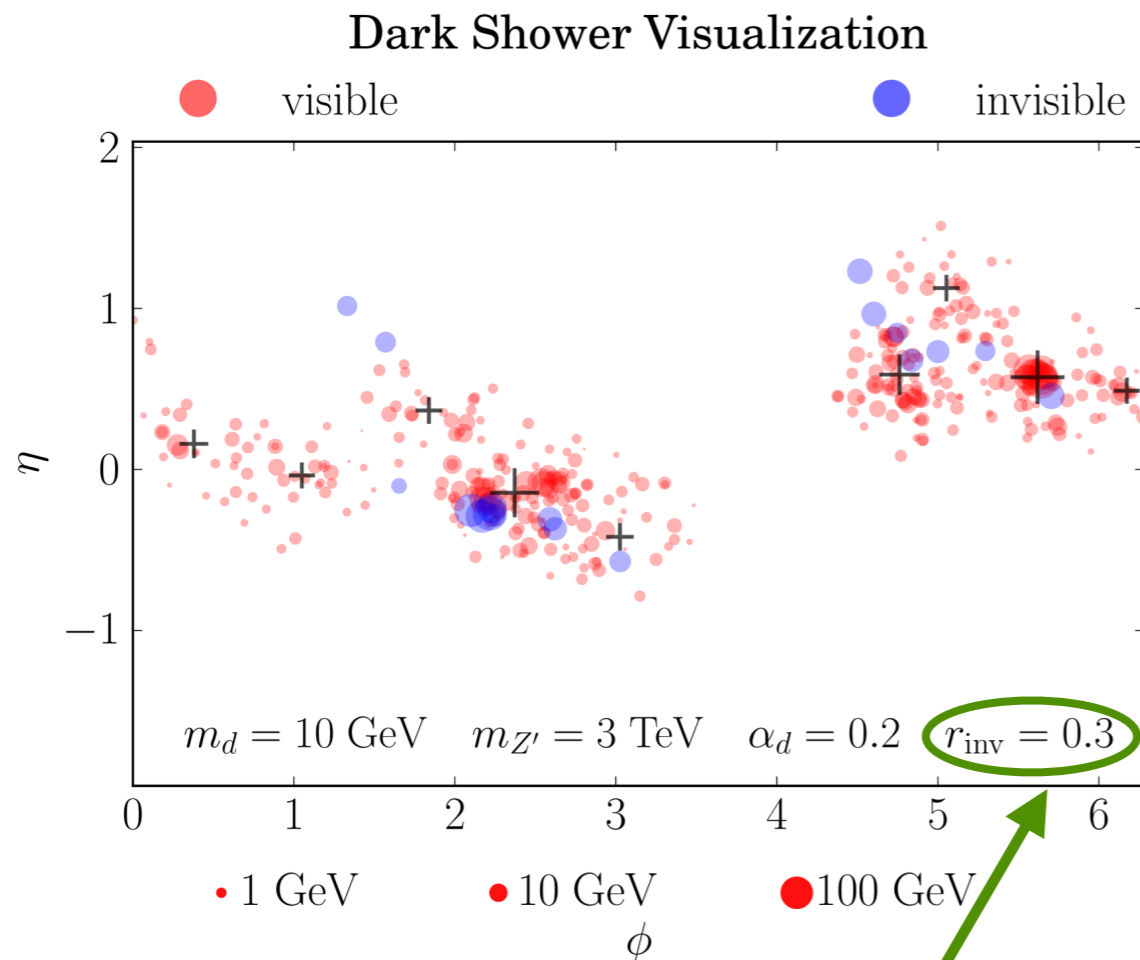 Dark Shower Visualization
visible invisible
2
1
0
−1
η
m_d = 10 GeV m_{Z'} = 3 TeV α_d = 0.2 r_inv = 0.3
0 1 2 3 4 5 6
1 GeV 10 GeV 100 GeV
ϕ